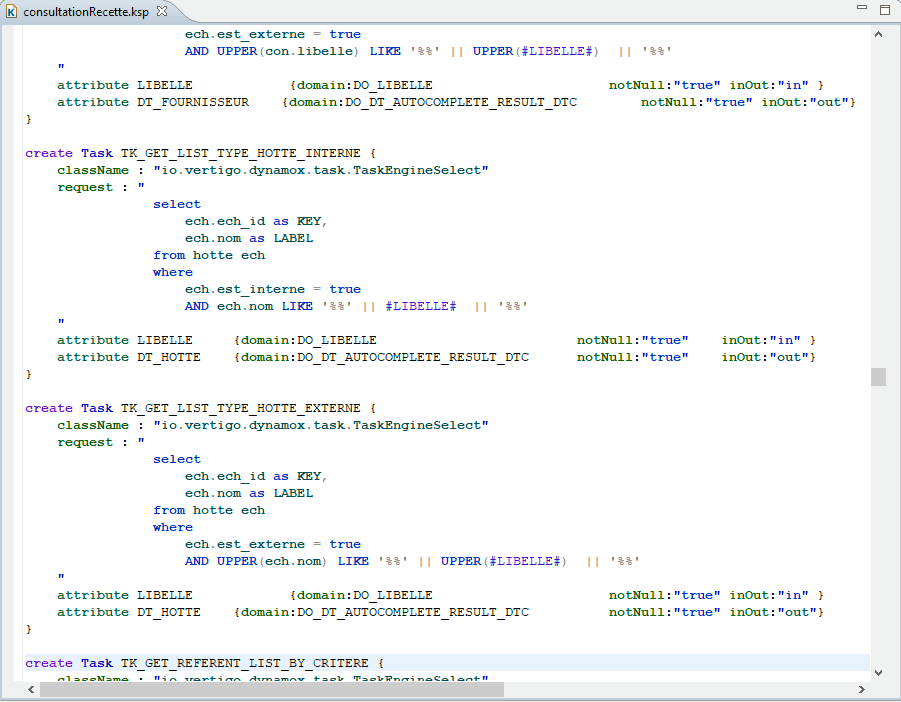 consultationRecette.ksp
ech.est_externe = true
AND UPPER(con.libelle) LIKE '%%' || UPPER(#LIBELLE#) || '%%'
"
attribute LIBELLE {domain:DO_LIBELLE notNull:"true" inOut:"in" }
attribute DT_FOURNISSEUR {domain:DO_DT_AUTOCOMPLETE_RESULT_DTC notNull:"true" inOut:"out"}
}
create Task TK_GET_LIST_TYPE_HOTTE_INTERNE {
className : "io.vertigo.dynamox.task.TaskEngineSelect"
request : "
select
ech.ech_id as KEY,
ech.nom as LABEL
from hotte ech
where
ech.est_interne = true
AND ech.nom LIKE '%%' || #LIBELLE# || '%%'
"
attribute LIBELLE {domain:DO_LIBELLE notNull:"true" inOut:"in" }
attribute DT_HOTTE {domain:DO_DT_AUTOCOMPLETE_RESULT_DTC notNull:"true" inOut:"out"}
}
create Task TK_GET_LIST_TYPE_HOTTE_EXTERNE {
className : "io.vertigo.dynamox.task.TaskEngineSelect"
request : "
select
ech.ech_id as KEY,
ech.nom as LABEL
from hotte ech
where
ech.est_externe = true
AND UPPER(ech.nom) LIKE '%%' || UPPER(#LIBELLE#) || '%%'
"
attribute LIBELLE {domain:DO_LIBELLE notNull:"true" inOut:"in" }
attribute DT_HOTTE {domain:DO_DT_AUTOCOMPLETE_RESULT_DTC notNull:"true" inOut:"out"}
}
create Task TK_GET_REFERENT_LIST_BY_CRITERE {
className : "io.vertigo.dynamox.task.TaskEngineSelect"